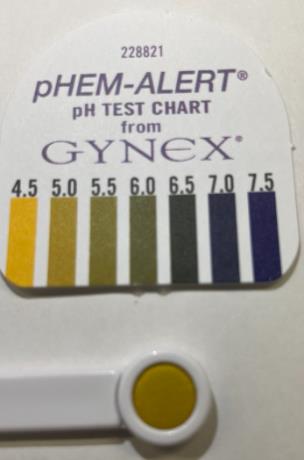 228821
pHEM-ALERT®
pH TEST CHART
from
GYNEX®
4.5 5.0 5.5 6.0 6.5 7.0 7.5